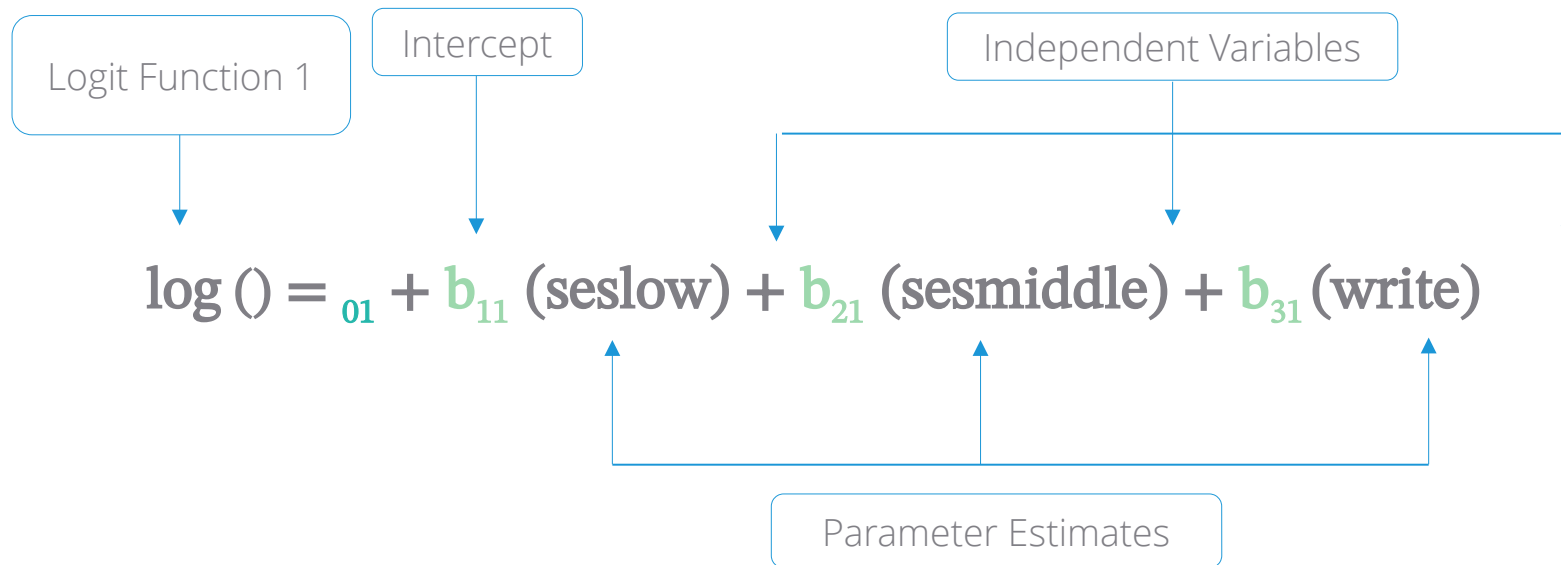 Logit Function 1
Intercept
Independent Variables
log () = ₀₁ + b₁₁ (seslow) + b₂₁ (sesmiddle) + b₃₁ (write)
Parameter Estimates